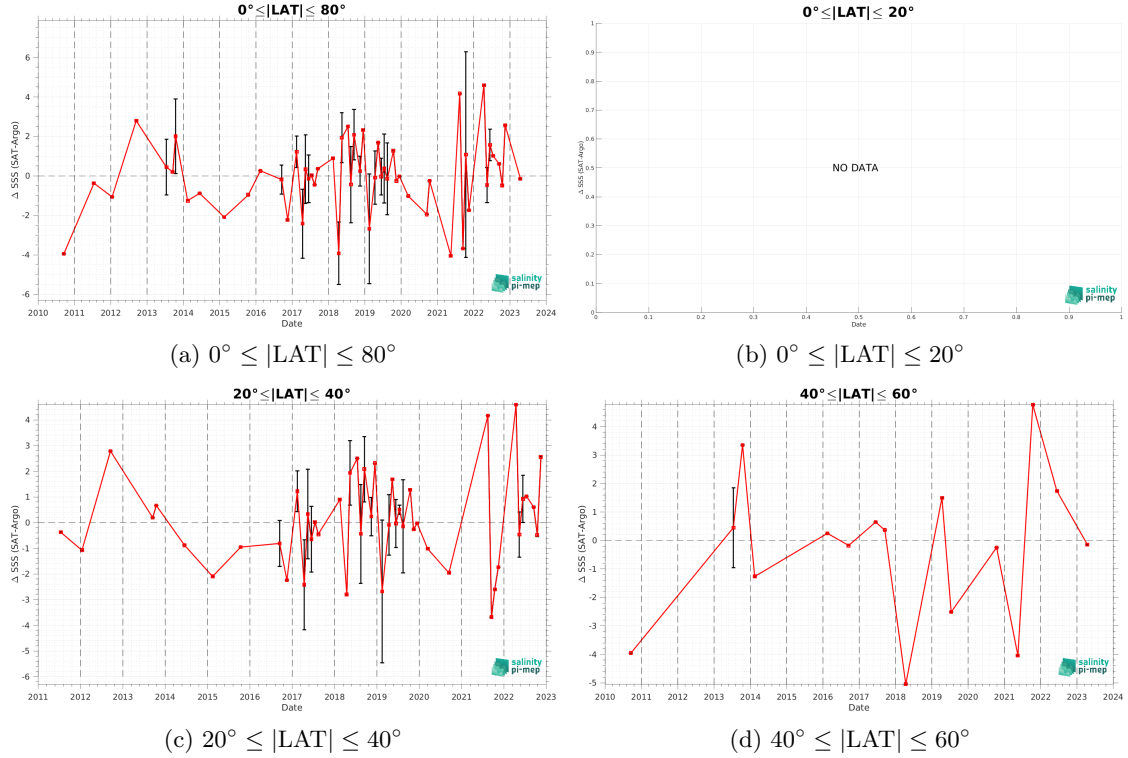 0°≤|LAT|≤ 80°
6
4
2
0
-2
-4
-6
Δ SSS (SAT-Argo)
2010 2011 2012 2013 2014 2015 2016 2017 2018 2019 2020 2021 2022 2023 2024
Date
salinity
pi-mep
(a) 0° ≤ |LAT| ≤ 80°
0°≤|LAT|≤ 20°
1
0.9
0.8
0.7
0.6
0.5
0.4
0.3
0.2
0.1
0
Δ SSS (SAT-Argo)
NO DATA
0 0.1 0.2 0.3 0.4 0.5 0.6 0.7 0.8 0.9 1
Date
salinity
pi-mep
(b) 0° ≤ |LAT| ≤ 20°
20°≤|LAT|≤ 40°
4
3
2
1
0
-1
-2
-3
-4
-5
-6
Δ SSS (SAT-Argo)
2011 2012 2013 2014 2015 2016 2017 2018 2019 2020 2021 2022 2023
Date
salinity
pi-mep
(c) 20° ≤ |LAT| ≤ 40°
40°≤|LAT|≤ 60°
4
3
2
1
0
-1
-2
-3
-4
-5
Δ SSS (SAT-Argo)
2010 2011 2012 2013 2014 2015 2016 2017 2018 2019 2020 2021 2022 2023 2024
Date
salinity
pi-mep
(d) 40° ≤ |LAT| ≤ 60°